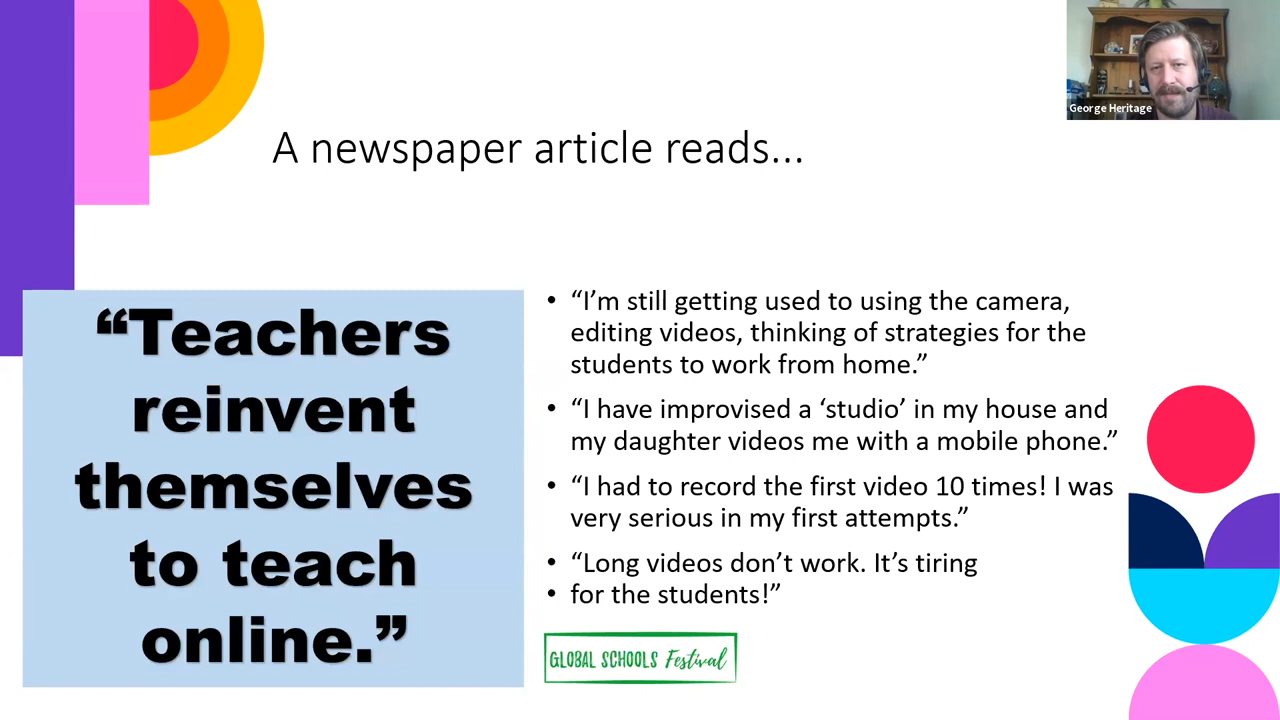 George Heritage
A newspaper article reads...
“Teachers
reinvent
themselves
to teach
online.”
• “I’m still getting used to using the camera,
editing videos, thinking of strategies for the
students to work from home.”
• “I have improvised a ‘studio’ in my house and
my daughter videos me with a mobile phone.”
• “I had to record the first video 10 times! I was
very serious in my first attempts.”
• “Long videos don’t work. It’s tiring
• for the students!”
GLOBAL SCHOOLS Festival